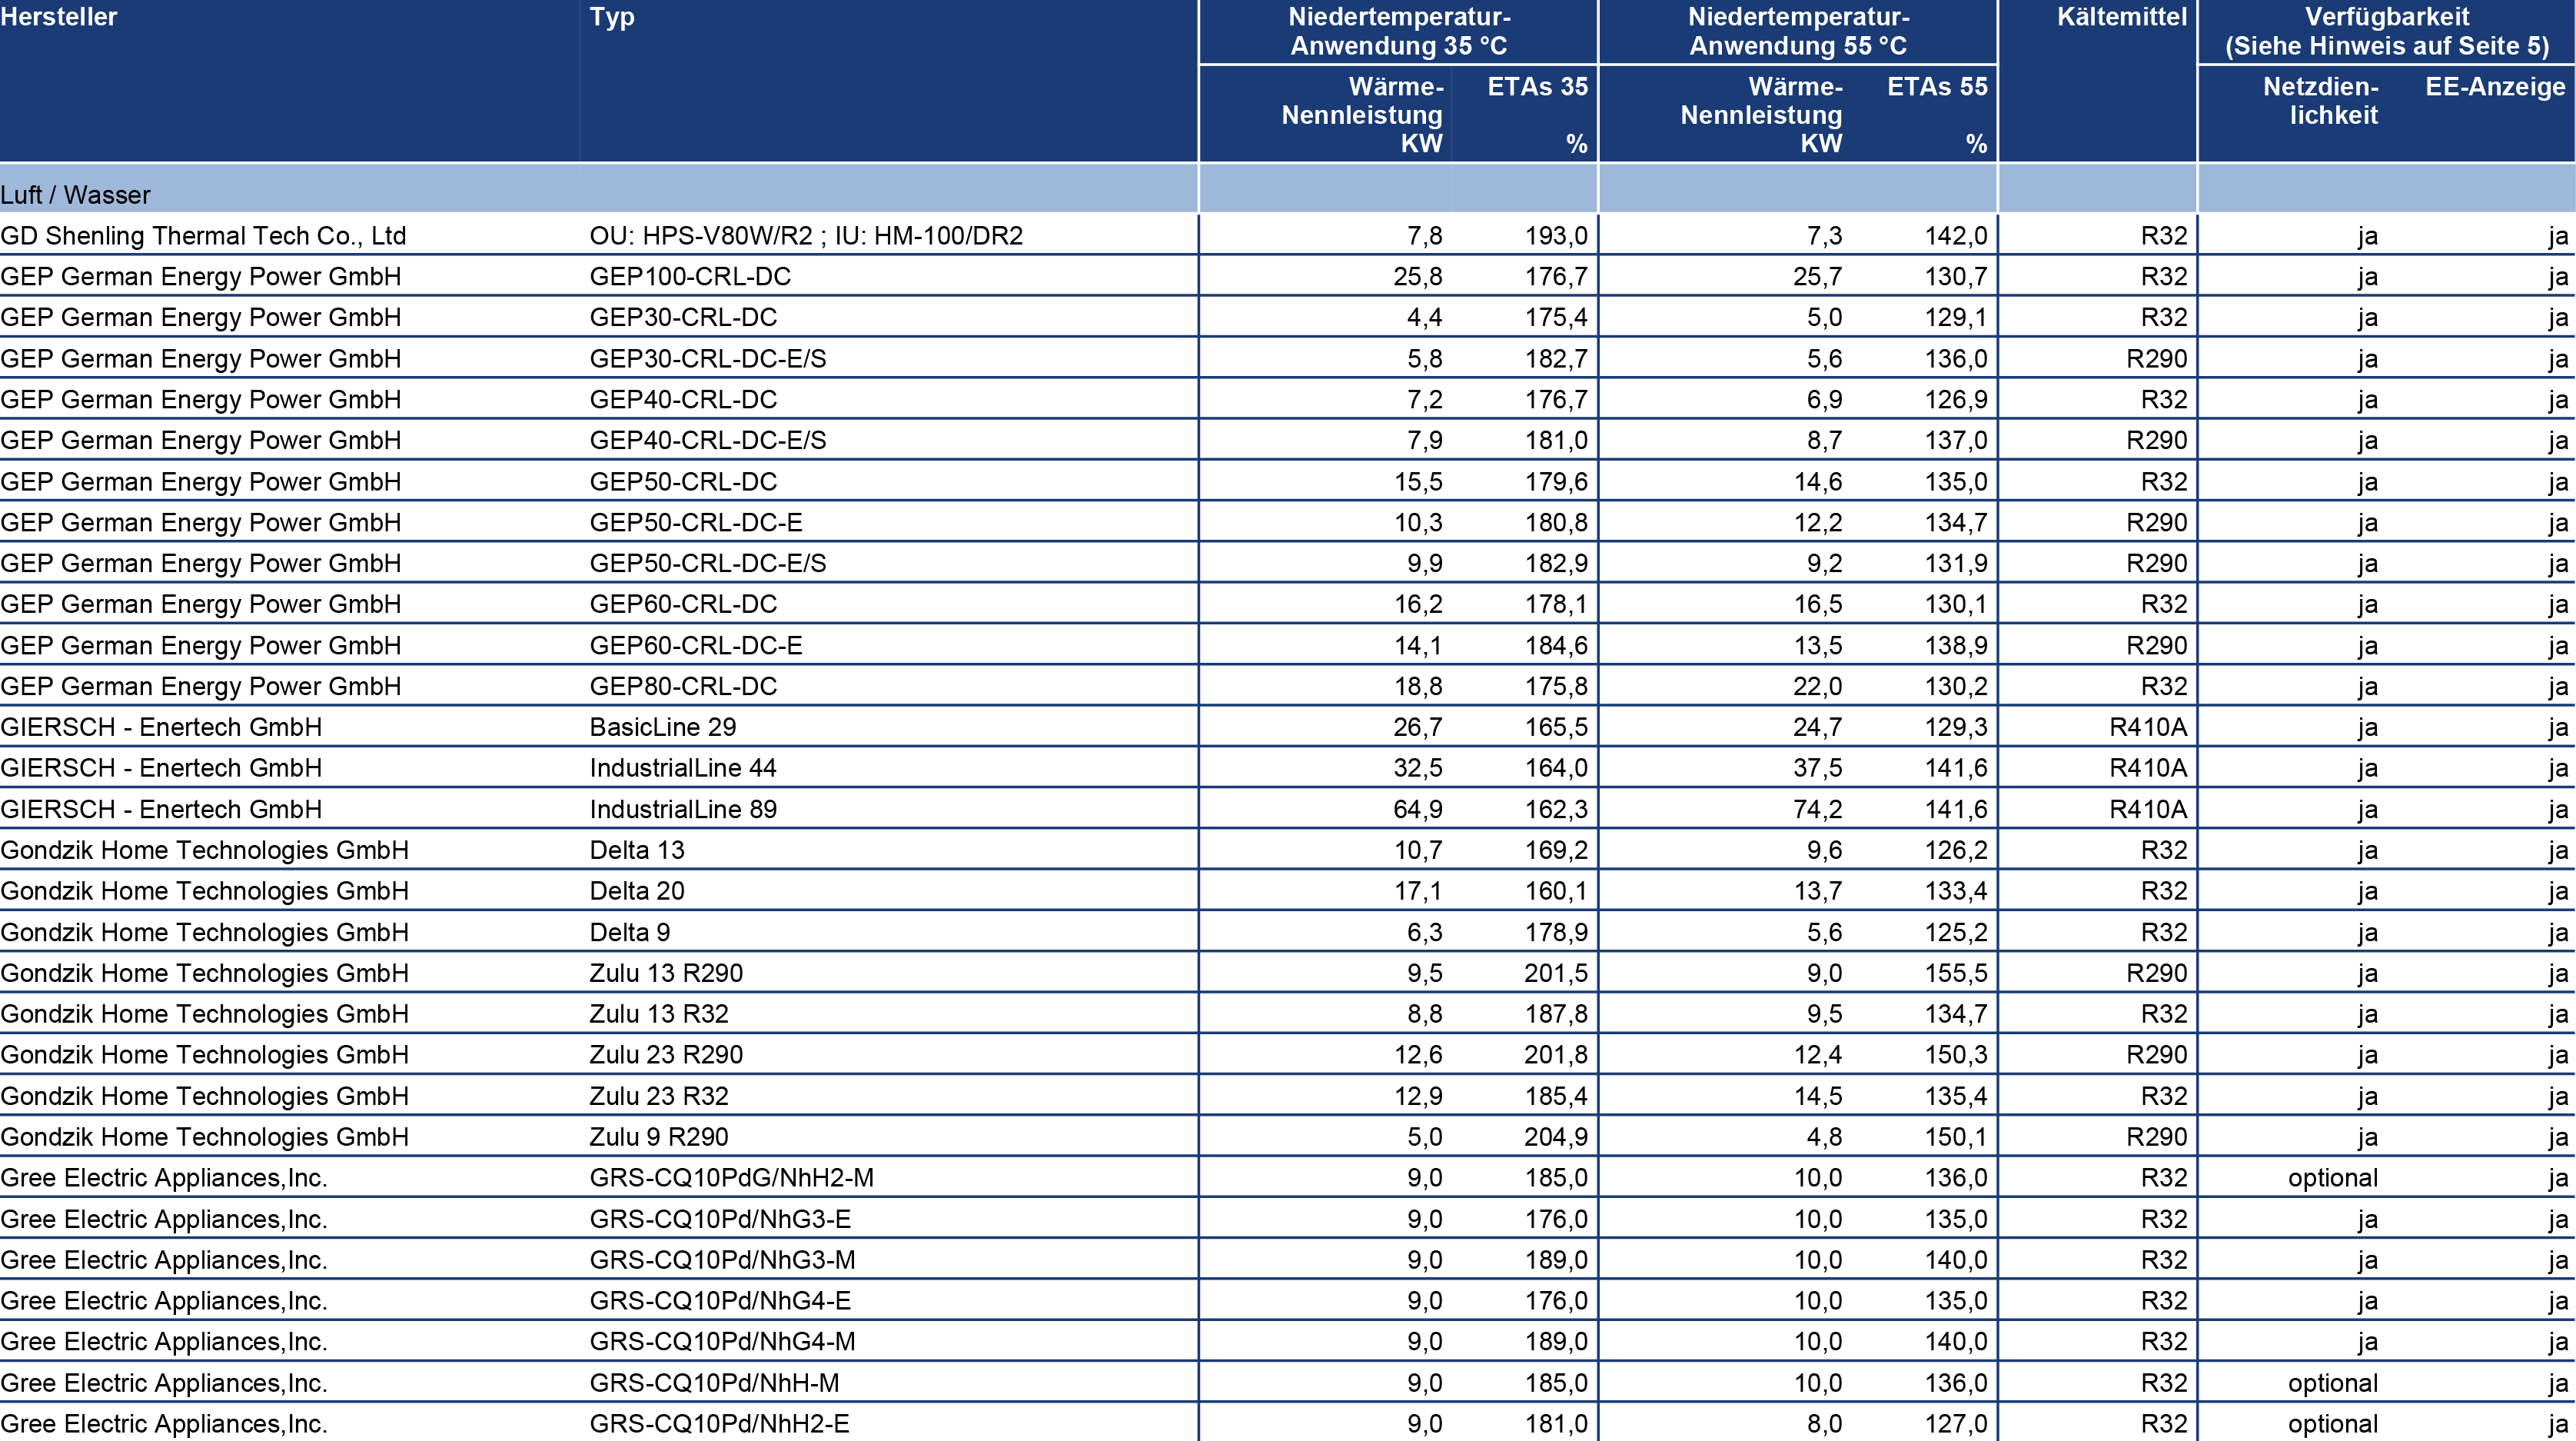 Hersteller Typ Niedertemperatur- Niedertemperatur- Kältemittel Verfügbarkeit
Anwendung 35 °C Anwendung 55 °C (Siehe Hinweis auf Seite 5)
Wärme- ETAs 35 Wärme- ETAs 55 Netzdien- EE-Anzeige
Nennleistung Nennleistung lichkeit
KW % KW %
Luft / Wasser
GD Shenling Thermal Tech Co., Ltd OU: HPS-V80W/R2 ; IU: HM-100/DR2 7,8 193,0 7,3 142,0 R32 ja ja
GEP German Energy Power GmbH GEP100-CRL-DC 25,8 176,7 25,7 130,7 R32 ja ja
GEP German Energy Power GmbH GEP30-CRL-DC 4,4 175,4 5,0 129,1 R32 ja ja
GEP German Energy Power GmbH GEP30-CRL-DC-E/S 5,8 182,7 5,6 136,0 R290 ja ja
GEP German Energy Power GmbH GEP40-CRL-DC 7,2 176,7 6,9 126,9 R32 ja ja
GEP German Energy Power GmbH GEP40-CRL-DC-E/S 7,9 181,0 8,7 137,0 R290 ja ja
GEP German Energy Power GmbH GEP50-CRL-DC 15,5 179,6 14,6 135,0 R32 ja ja
GEP German Energy Power GmbH GEP50-CRL-DC-E 10,3 180,8 12,2 134,7 R290 ja ja
GEP German Energy Power GmbH GEP50-CRL-DC-E/S 9,9 182,9 9,2 131,9 R290 ja ja
GEP German Energy Power GmbH GEP60-CRL-DC 16,2 178,1 16,5 130,1 R32 ja ja
GEP German Energy Power GmbH GEP60-CRL-DC-E 14,1 184,6 13,5 138,9 R290 ja ja
GEP German Energy Power GmbH GEP80-CRL-DC 18,8 175,8 22,0 130,2 R32 ja ja
GIERSCH - Enertech GmbH BasicLine 29 26,7 165,5 24,7 129,3 R410A ja ja
GIERSCH - Enertech GmbH IndustrialLine 44 32,5 164,0 37,5 141,6 R410A ja ja
GIERSCH - Enertech GmbH IndustrialLine 89 64,9 162,3 74,2 141,6 R410A ja ja
Gondzik Home Technologies GmbH Delta 13 10,7 169,2 9,6 126,2 R32 ja ja
Gondzik Home Technologies GmbH Delta 20 17,1 160,1 13,7 133,4 R32 ja ja
Gondzik Home Technologies GmbH Delta 9 6,3 178,9 5,6 125,2 R32 ja ja
Gondzik Home Technologies GmbH Zulu 13 R290 9,5 201,5 9,0 155,5 R290 ja ja
Gondzik Home Technologies GmbH Zulu 13 R32 8,8 187,8 9,5 134,7 R32 ja ja
Gondzik Home Technologies GmbH Zulu 23 R290 12,6 201,8 12,4 150,3 R290 ja ja
Gondzik Home Technologies GmbH Zulu 23 R32 12,9 185,4 14,5 135,4 R32 ja ja
Gondzik Home Technologies GmbH Zulu 9 R290 5,0 204,9 4,8 150,1 R290 ja ja
Gree Electric Appliances,Inc. GRS-CQ10PdG/NhH2-M 9,0 185,0 10,0 136,0 R32 optional ja
Gree Electric Appliances,Inc. GRS-CQ10Pd/NhG3-E 9,0 176,0 10,0 135,0 R32 ja ja
Gree Electric Appliances,Inc. GRS-CQ10Pd/NhG3-M 9,0 189,0 10,0 140,0 R32 ja ja
Gree Electric Appliances,Inc. GRS-CQ10Pd/NhG4-E 9,0 176,0 10,0 135,0 R32 ja ja
Gree Electric Appliances,Inc. GRS-CQ10Pd/NhG4-M 9,0 189,0 10,0 140,0 R32 ja ja
Gree Electric Appliances,Inc. GRS-CQ10Pd/NhH-M 9,0 185,0 10,0 136,0 R32 optional ja
Gree Electric Appliances,Inc. GRS-CQ10Pd/NhH2-E 9,0 181,0 8,0 127,0 R32 optional ja